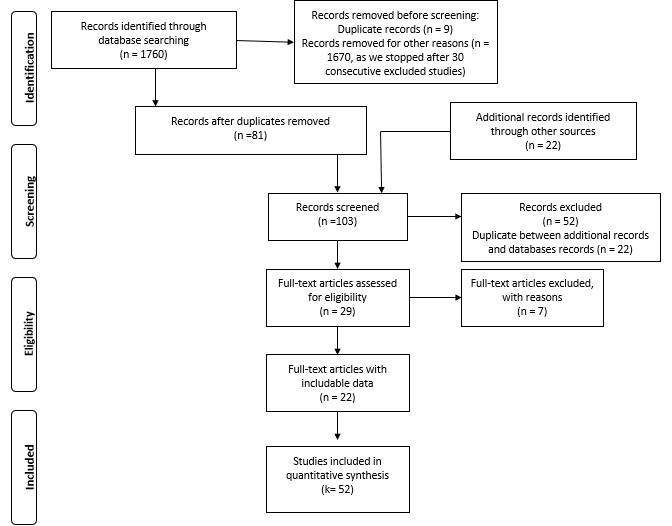 Identification
Records identified through
database searching
(n = 1760)
Records removed before screening:
Duplicate records (n = 9)
Records removed for other reasons (n =
1670, as we stopped after 30
consecutive excluded studies)
Records after duplicates removed
(n =81)
Additional records identified
through other sources
(n = 22)
Screening
Records screened
(n =103)
Records excluded
(n = 52)
Duplicate between additional records
and databases records (n = 22)
Eligibility
Full-text articles assessed
for eligibility
(n = 29)
Full-text articles excluded,
with reasons
(n = 7)
Full-text articles with
includable data
(n = 22)
Included
Studies included in
quantitative synthesis
(k= 52)